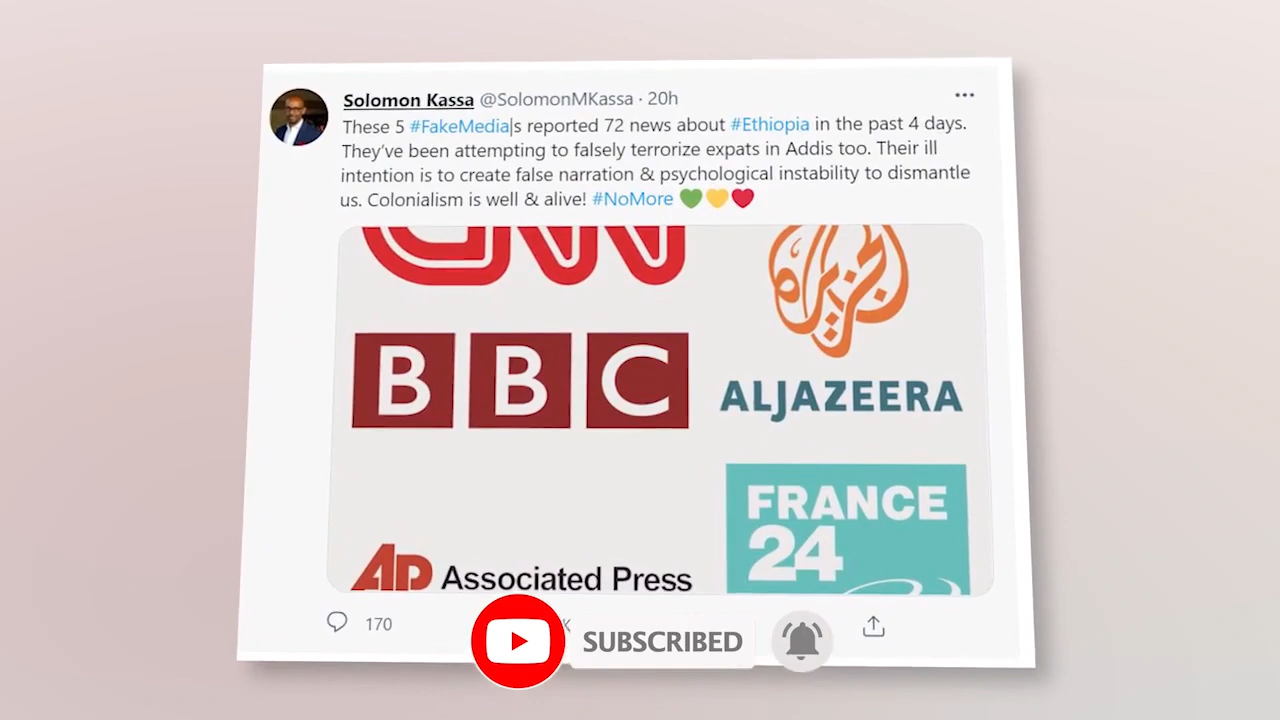 Solomon Kassa @SolomonMKassa · 20h
These 5 #FakeMedia|s reported 72 news about #Ethiopia in the past 4 days.
They've been attempting to falsely terrorize expats in Addis too. Their ill
intention is to create false narration & psychological instability to dismantle
us. Colonialism is well & alive! #NoMore 💚💛❤️
CNN
الجزيرة
BBC
ALJAZEERA
FRANCE
24
AP Associated Press
170
K
SUBSCRIBED